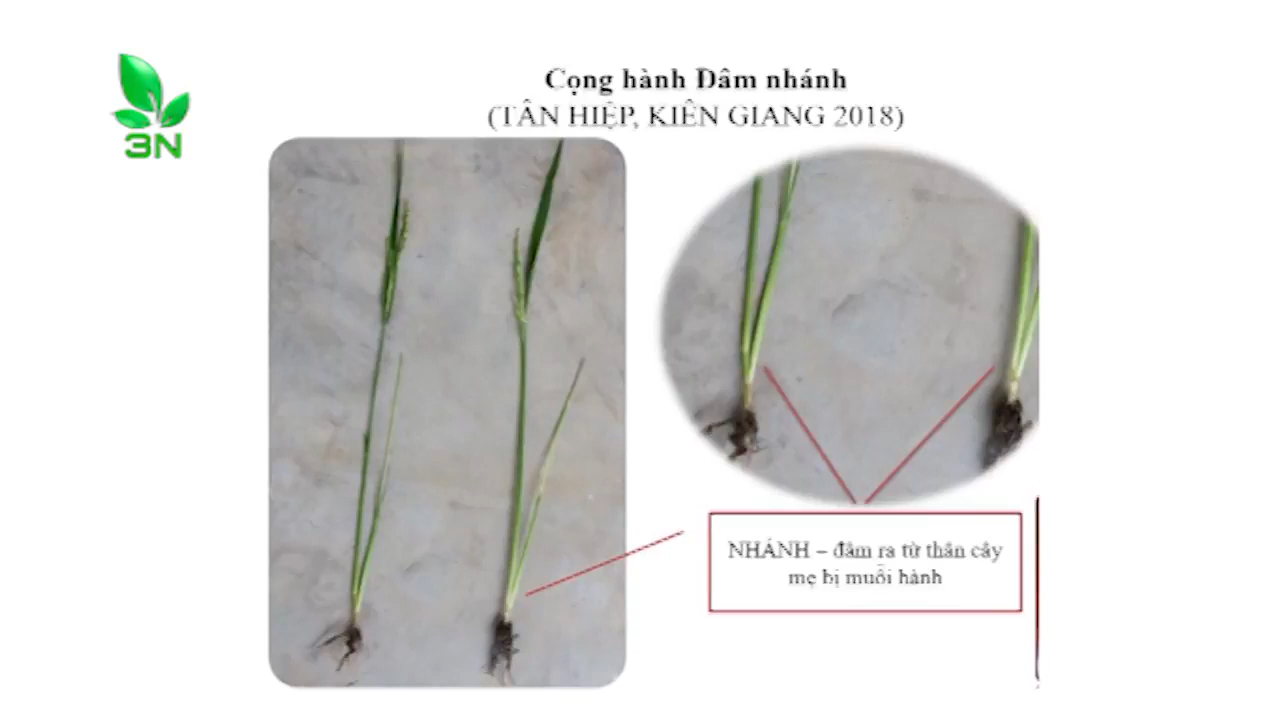 3N
Cọng hành Dâm nhánh
(TÂN HIỆP, KIÊN GIANG 2018)
NHÁNH – đâm ra từ thân cây
mẹ bị muỗi hành